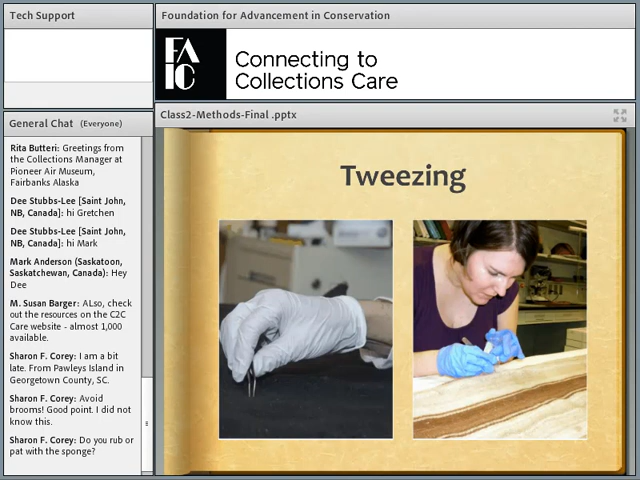 Tech Support
Foundation for Advancement in Conservation
FA
IC
Connecting to
Collections Care
General Chat (Everyone)
Rita Butteri: Greetings from
the Collections Manager at
Pioneer Air Museum,
Fairbanks Alaska
Dee Stubbs-Lee [Saint John,
NB, Canada]: hi Gretchen
Dee Stubbs-Lee [Saint John,
NB, Canada]: hi Mark
Mark Anderson (Saskatoon,
Saskatchewan, Canada): Hey
Dee
M. Susan Barger: ALso, check
out the resources on the C2C
Care website - almost 1,000
available.
Sharon F. Corey: I am a bit
late. From Pawleys Island in
Georgetown County, SC.
Sharon F. Corey: Avoid
brooms! Good point. I did not
know this.
Sharon F. Corey: Do you rub or
pat with the sponge?
Class2-Methods-Final .pptx
Tweezing